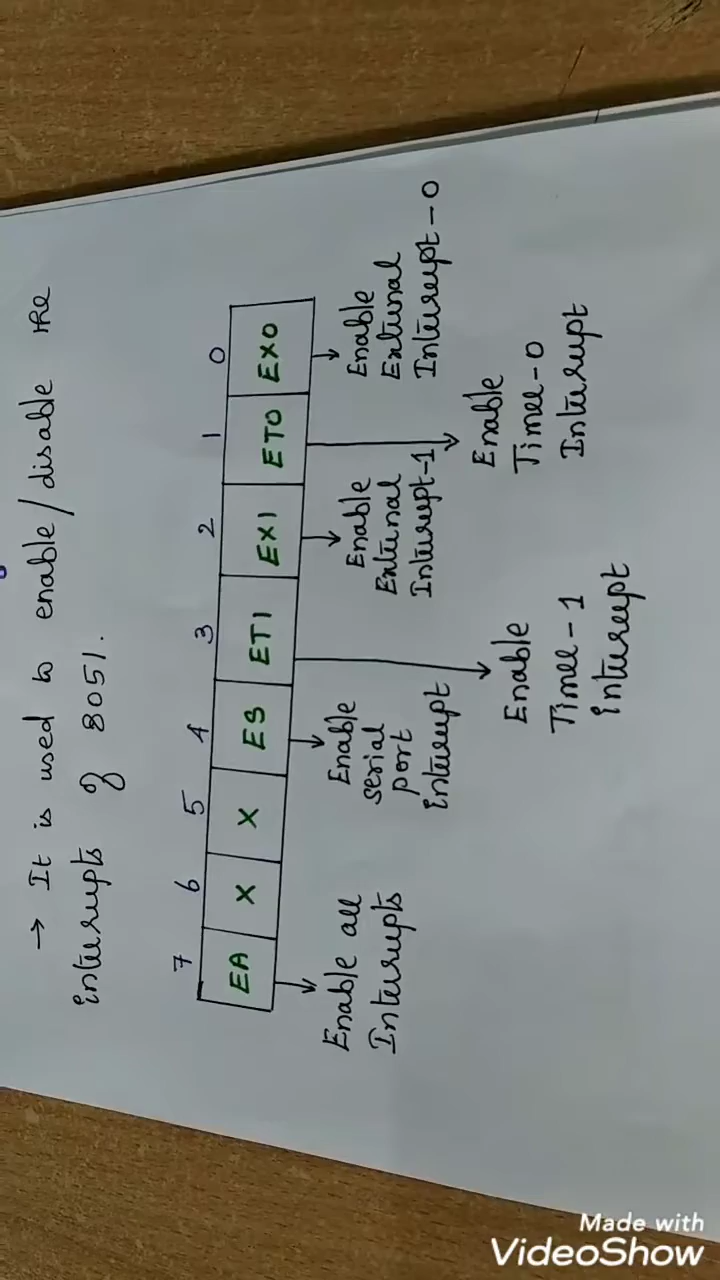 → It is used to enable/disable the
interrupts of 8051.
7 6 5 4 3 2 1 0
EA X X ES ET1 EX1 ET0 EX0
Enable all
Interrupts
Enable
serial
port
interrupt
Enable
Timer-1
interrupt
Enable
External
Interrupt-1
Enable
Timer-0
Interrupt
Enable
External
Interrupt-0
Made with
VideoShow